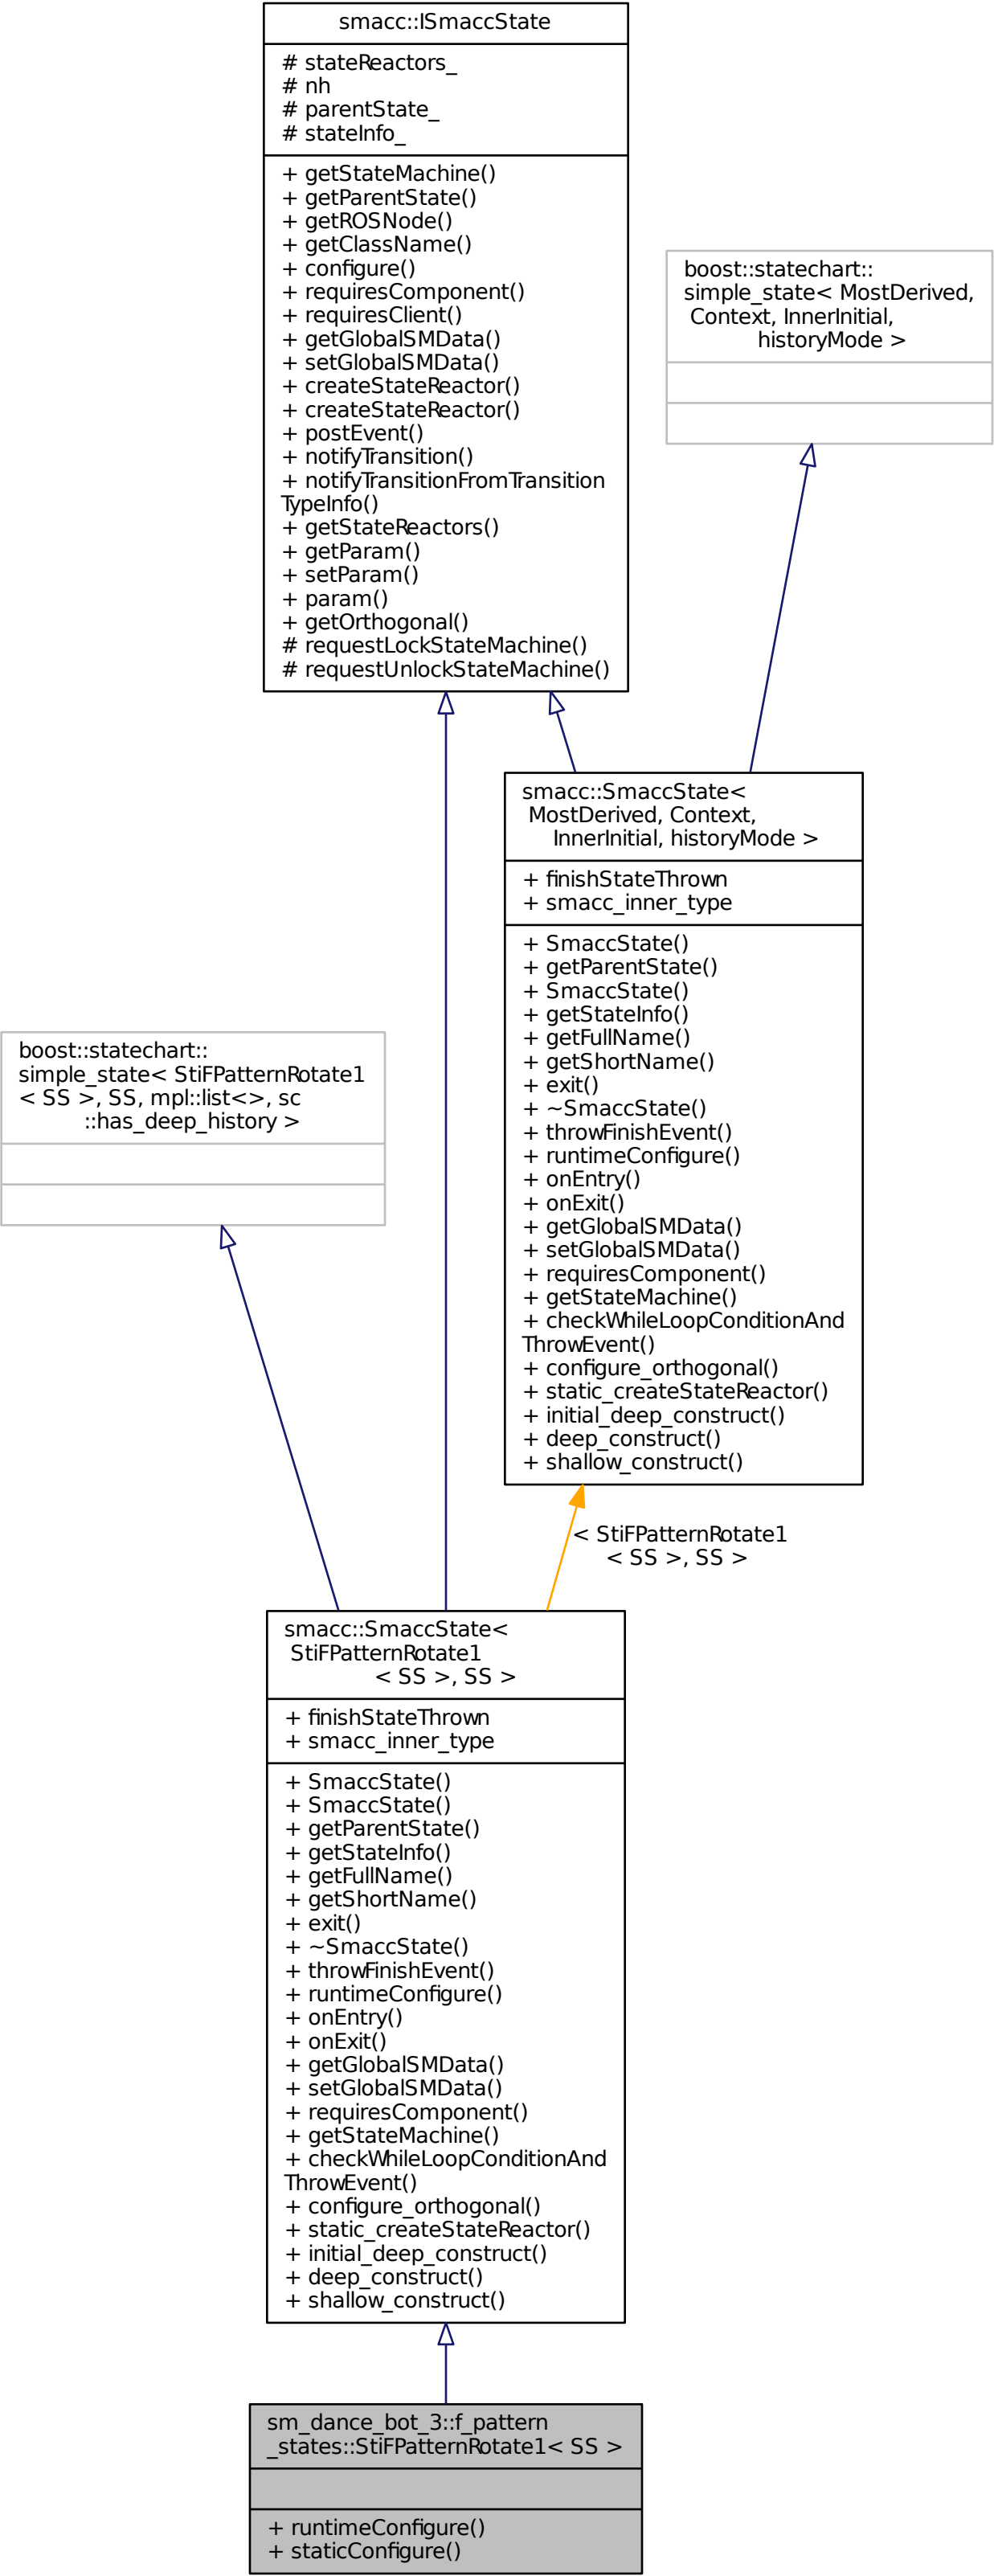 smacc::ISmaccState
# stateReactors_
# nh
# parentState_
# stateInfo_
+ getStateMachine()
+ getParentState()
+ getROSNode()
+ getClassName()
+ configure()
+ requiresComponent()
+ requiresClient()
+ getGlobalSMData()
+ setGlobalSMData()
+ createStateReactor()
+ createStateReactor()
+ postEvent()
+ notifyTransition()
+ notifyTransitionFromTransition
TypeInfo()
+ getStateReactors()
+ getParam()
+ setParam()
+ param()
+ getOrthogonal()
# requestLockStateMachine()
# requestUnlockStateMachine()
boost::statechart::
simple_state< MostDerived,
Context, InnerInitial,
historyMode >
smacc::SmaccState<
MostDerived, Context,
InnerInitial, historyMode >
+ finishStateThrown
+ smacc_inner_type
+ SmaccState()
+ getParentState()
+ SmaccState()
+ getStateInfo()
+ getFullName()
+ getShortName()
+ exit()
+ ~SmaccState()
+ throwFinishEvent()
+ runtimeConfigure()
+ onEntry()
+ onExit()
+ getGlobalSMData()
+ setGlobalSMData()
+ requiresComponent()
+ getStateMachine()
+ checkWhileLoopConditionAnd
ThrowEvent()
+ configure_orthogonal()
+ static_createStateReactor()
+ initial_deep_construct()
+ deep_construct()
+ shallow_construct()
boost::statechart::
simple_state< StiFPatternRotate1
< SS >, SS, mpl::list<>, sc
::has_deep_history >
< StiFPatternRotate1
< SS >, SS >
smacc::SmaccState<
StiFPatternRotate1
< SS >, SS >
+ finishStateThrown
+ smacc_inner_type
+ SmaccState()
+ SmaccState()
+ getParentState()
+ getStateInfo()
+ getFullName()
+ getShortName()
+ exit()
+ ~SmaccState()
+ throwFinishEvent()
+ runtimeConfigure()
+ onEntry()
+ onExit()
+ getGlobalSMData()
+ setGlobalSMData()
+ requiresComponent()
+ getStateMachine()
+ checkWhileLoopConditionAnd
ThrowEvent()
+ configure_orthogonal()
+ static_createStateReactor()
+ initial_deep_construct()
+ deep_construct()
+ shallow_construct()
sm_dance_bot_3::f_pattern
_states::StiFPatternRotate1< SS >
+ runtimeConfigure()
+ staticConfigure()